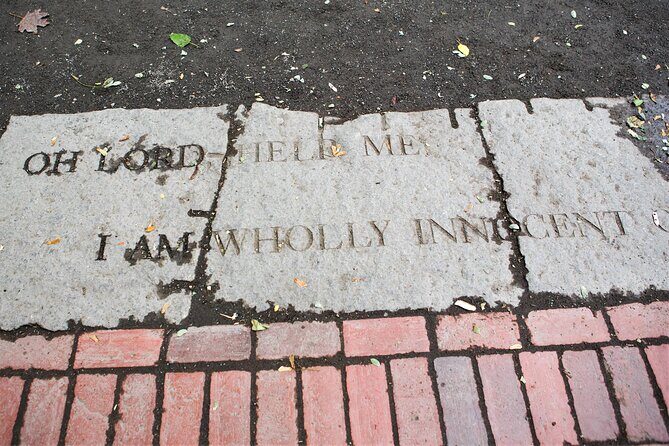 OH LORD - HELP ME
I AM WHOLLY INNOCENT